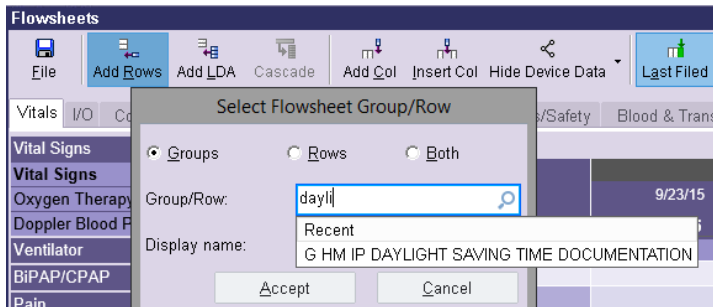 Flowsheets
File Add Rows Add LDA Cascade Add Col Insert Col Hide Device Data Last Filed
Vitals I/O Co s/Safety Blood & Trans
Select Flowsheet Group/Row
Vital Signs
Groups Rows Both
Vital Signs
Oxygen Therapy
Group/Row: dayli
9/23/15
Doppler Blood P
Recent
Display name:
G HM IP DAYLIGHT SAVING TIME DOCUMENTATION
Ventilator
BiPAP/CPAP
Accept Cancel
Pain